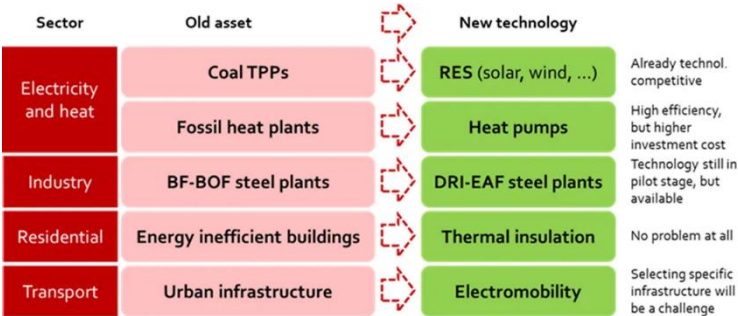 Sector Old asset New technology
Electricity and heat
Coal TPPs RES (solar, wind, ...) Already technol.
competitive
Fossil heat plants Heat pumps High efficiency,
but higher
investment cost
Industry BF-BOF steel plants DRI-EAF steel plants Technology still in
pilot stage, but
available
Residential Energy inefficient buildings Thermal insulation No problem at all
Transport Urban infrastructure Electromobility Selecting specific
infrastructure will
be a challenge